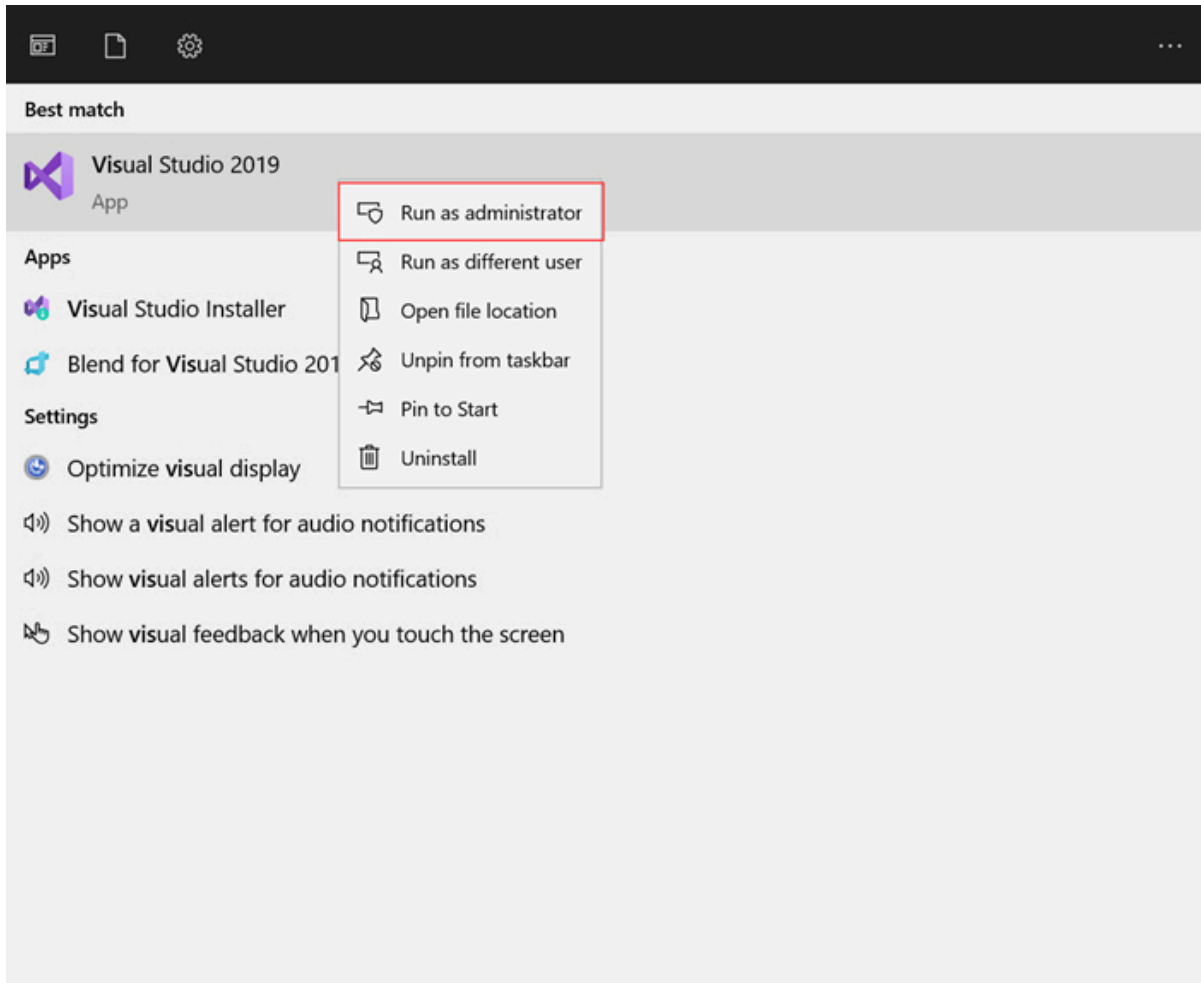 Best match
Visual Studio 2019
App
Run as administrator
Run as different user
Open file location
Unpin from taskbar
Pin to Start
Uninstall
Apps
Visual Studio Installer
Blend for Visual Studio 201
Settings
Optimize visual display
Show a visual alert for audio notifications
Show visual alerts for audio notifications
Show visual feedback when you touch the screen